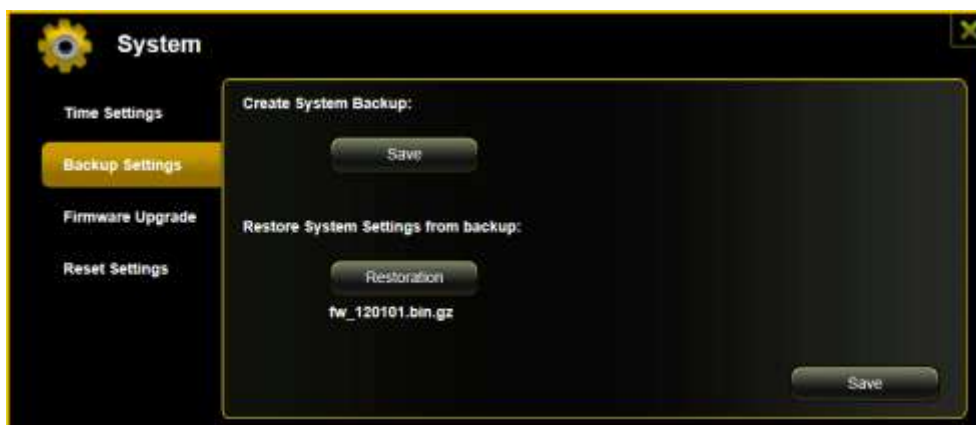 System
Time Settings
Backup Settings
Firmware Upgrade
Reset Settings
Create System Backup:
Save
Restore System Settings from backup:
Restoration
fw_120101.bin.gz
Save